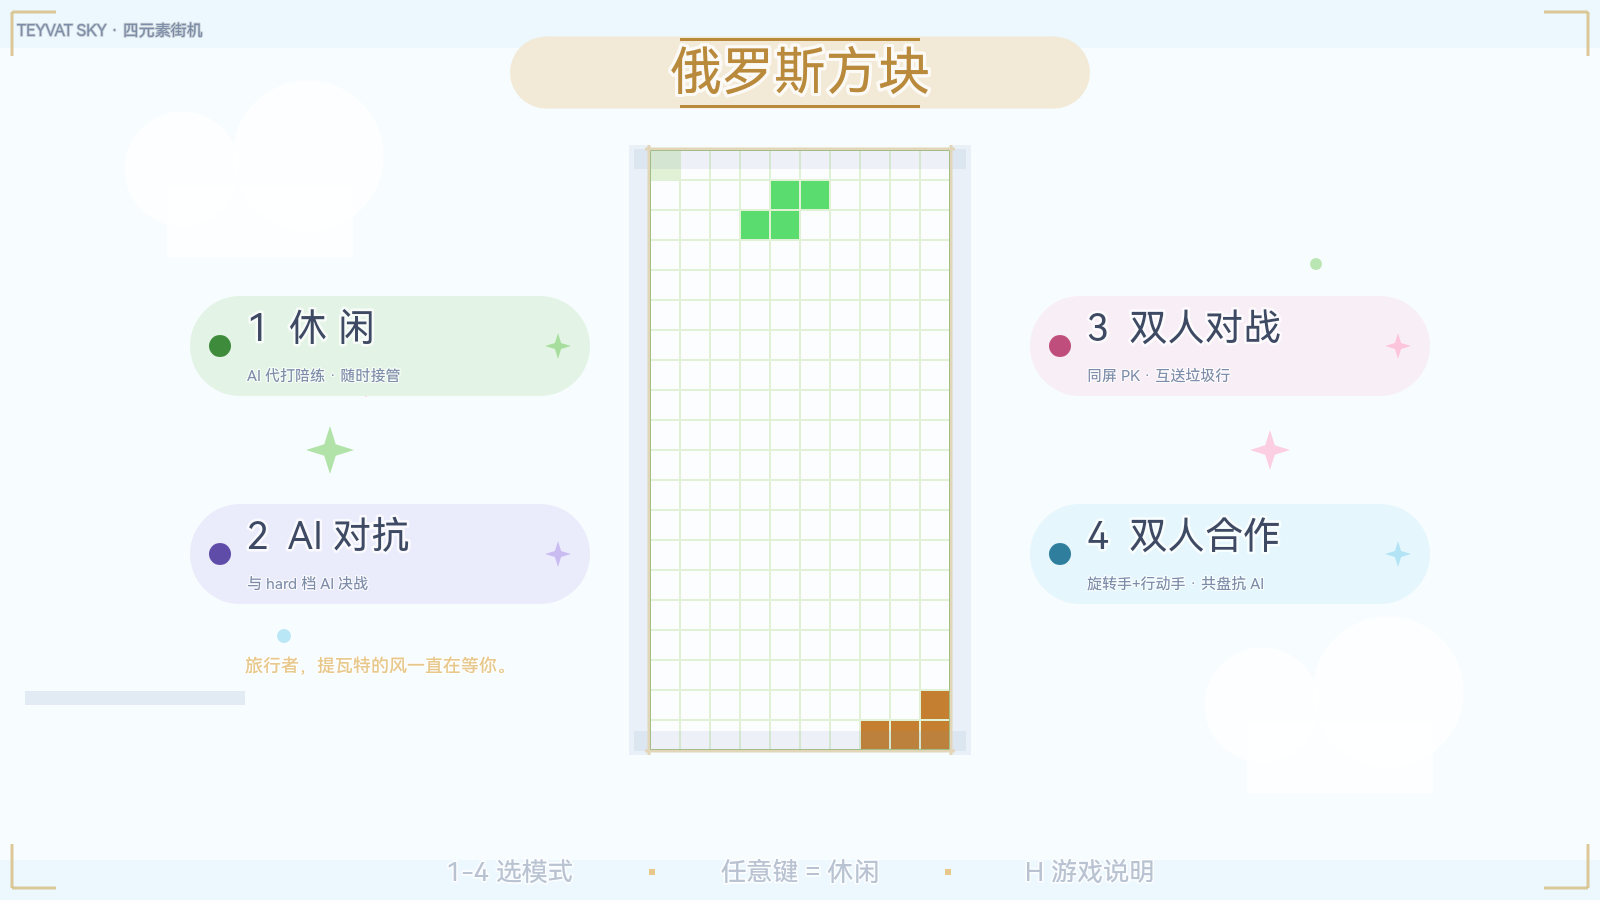 TEYVAT SKY · 四元素街机
俄罗斯方块
1 休 闲
AI 代打陪练 · 随时接管
2 AI 对抗
与 hard 档 AI 决战
旅行者，提瓦特的风一直在等你。
3 双人对战
同屏 PK · 互送垃圾行
4 双人合作
旋转手+行动手 · 共盘抗 AI
1-4 选模式 · 任意键 = 休闲 · H 游戏说明